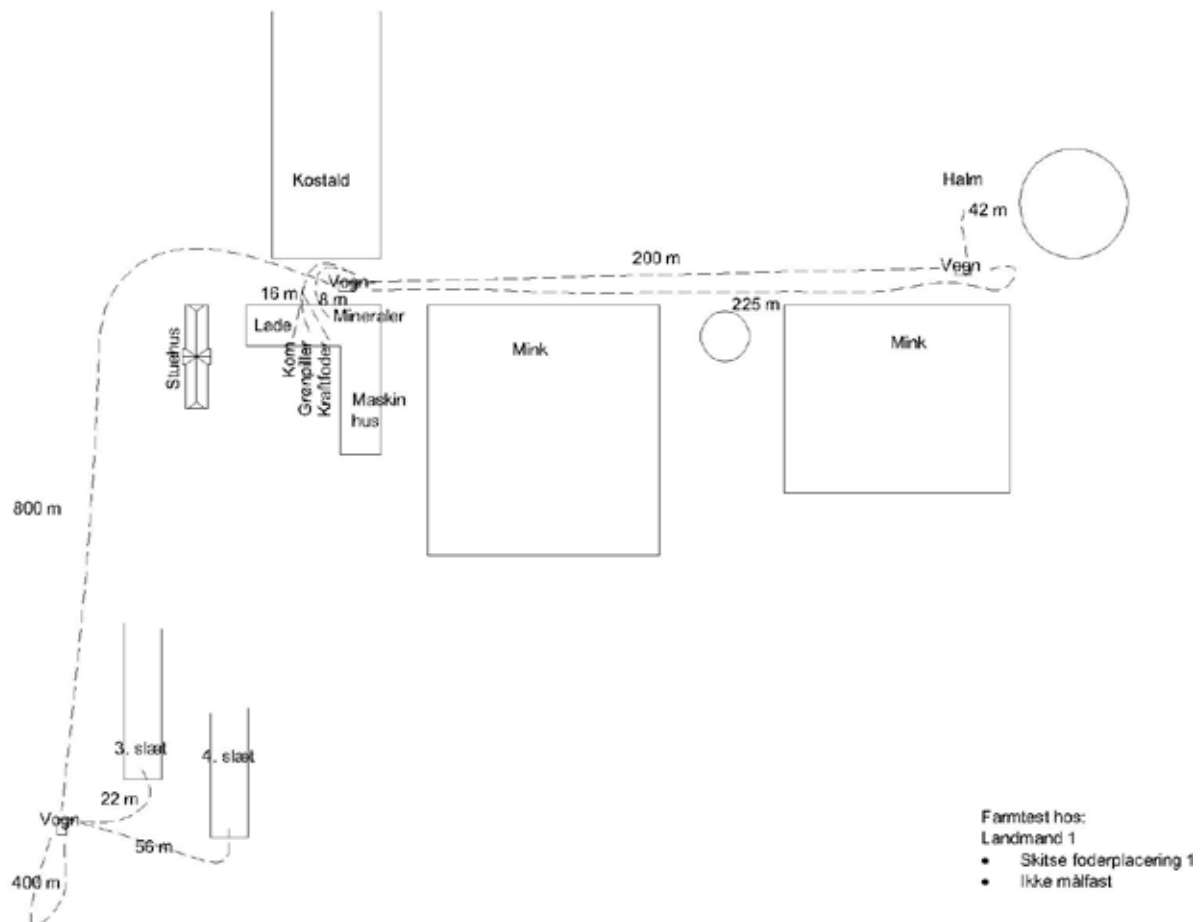 Kostald
Halm
42 m
200 m
Vogn
Vogn
16 m
8 m
225 m
Mineraler
Lade
Korn
Grønpiller
Kraftfoder
Stuehus
Mink
Mink
Maskin
hus
800 m
3. slæt
4. slæt
22 m
Vogn
56 m
400 m
Farmtest hos:
Landmand 1
• Skitse foderplacering 1
• Ikke målfast